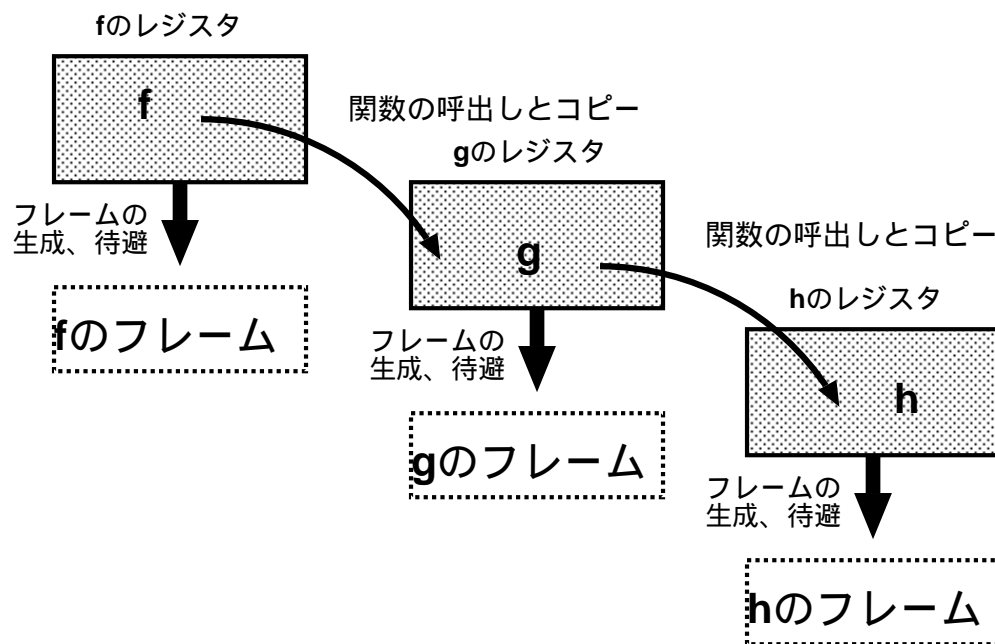 fのレジスタ
f
関数の呼出しとコピー
gのレジスタ
フレームの
生成、待避
g
関数の呼出しとコピー
fのフレーム
hのレジスタ
フレームの
生成、待避
h
gのフレーム
フレームの
生成、待避
hのフレーム